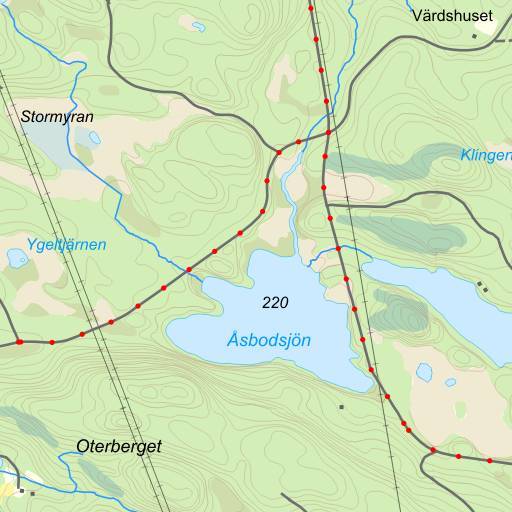 Värdshuset
Stormyran
Klingen
Ygeltjärnen
220
Åsbodsjön
Oterberget